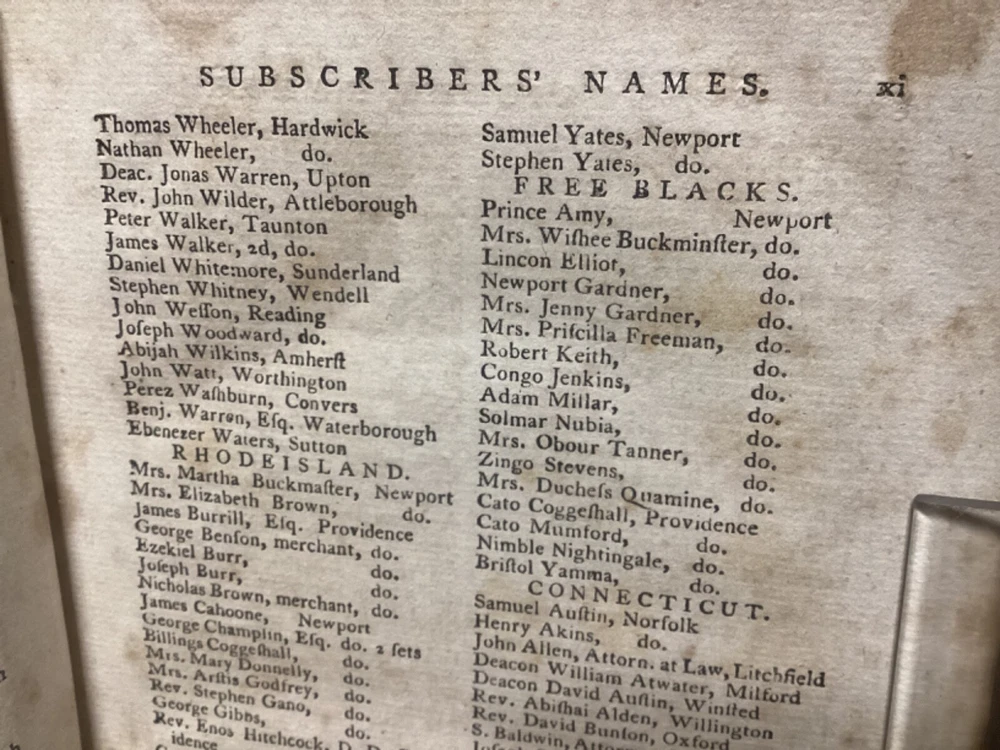 SUBSCRIBERS' NAMES. xi
Thomas Wheeler, Hardwick
Nathan Wheeler, do.
Deac. Jonas Warren, Upton
Rev. John Wilder, Attleborough
Peter Walker, Taunton
James Walker, 2d, do.
Daniel Whitemore, Sunderland
Stephen Whitney, Wendell
John Weſſon, Reading
Joſeph Woodward, do.
Abijah Wilkins, Amherſt
John Watt, Worthington
Perez Waſhburn, Convers
Benj. Warren, Eſq. Waterborough
Ebenezer Waters, Sutton
RHODEISLAND.
Mrs. Martha Buckmaſter, Newport
Mrs. Elizabeth Brown, do.
James Burrill, Eſq. Providence
George Benſon, merchant, do.
Ezekiel Burr, do.
Joſeph Burr, do.
Nicholas Brown, merchant, do.
James Cahoone, Newport
George Champlin, Eſq. do. 2 ſets
Billings Coggeſhall, do.
Mrs. Mary Donnelly, do.
Mrs. Arſtis Godfrey, do.
Rev. Stephen Gano, do.
George Gibbs, do.
Rev. Enos Hitchcock, D. D.
idence
Samuel Yates, Newport
Stephen Yates, do.
FREE BLACKS.
Prince Amy, Newport
Mrs. Wiſhee Buckminſter, do.
Lincon Elliot, do.
Newport Gardner, do.
Mrs. Jenny Gardner, do.
Mrs. Priſcilla Freeman, do.
Robert Keith, do.
Congo Jenkins, do.
Adam Millar, do.
Solmar Nubia, do.
Mrs. Obour Tanner, do.
Zingo Stevens, do.
Mrs. Ducheſs Quamine, do.
Cato Coggeſhall, Providence
Cato Mumford, do.
Nimble Nightingale, do.
Briſtol Yamma, do.
CONNECTICUT.
Samuel Auſtin, Norfolk
Henry Akins, do.
John Allen, Attorn. at Law, Litchfield
Deacon William Atwater, Milford
Deacon David Auſtin, Winſted
Rev. Abiſhai Alden, Willington
Rev. David Bunſon, Oxford
S. Baldwin,